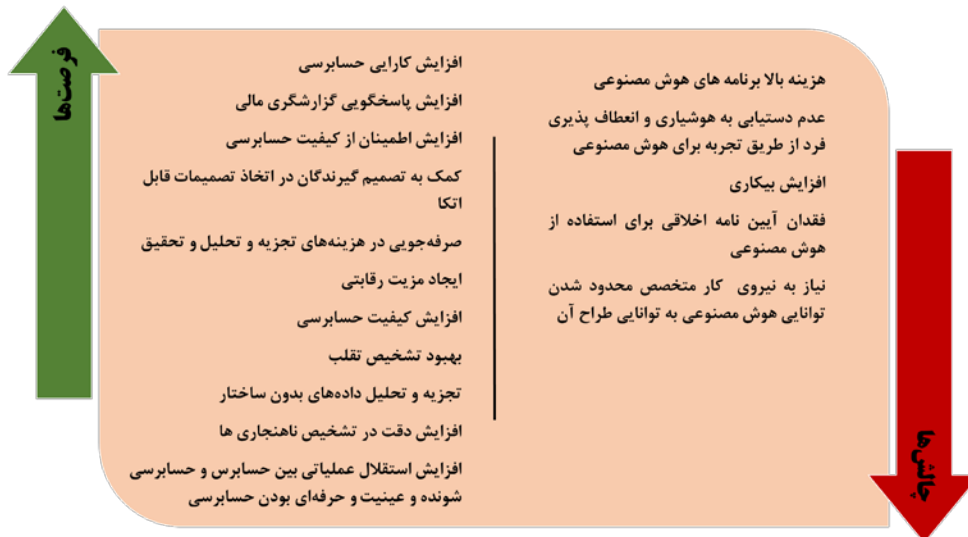 فرصت‌ها
افزایش کارایی حسابرسی
افزایش پاسخگویی گزارشگری مالی
افزایش اطمینان از کیفیت حسابرسی
کمک به تصمیم گیرندگان در اتخاذ تصمیمات قابل
اتکا
صرفه‌جویی در هزینه‌های تجزیه و تحلیل و تحقیق
ایجاد مزیت رقابتی
افزایش کیفیت حسابرسی
بهبود تشخیص تقلب
تجزیه و تحلیل داده‌های بدون ساختار
افزایش دقت در تشخیص ناهنجاری ها
افزایش استقلال عملیاتی بین حسابرس و حسابرسی
شونده و عینیت و حرفه‌ای بودن حسابرسی
چالش‌ها
هزینه بالا برنامه های هوش مصنوعی
عدم دستیابی به هوشیاری و انعطاف پذیری
فرد از طریق تجربه برای هوش مصنوعی
افزایش بیکاری
فقدان آیین نامه اخلاقی برای استفاده از
هوش مصنوعی
نیاز به نیروی کار متخصص محدود شدن
توانایی هوش مصنوعی به توانایی طراح آن